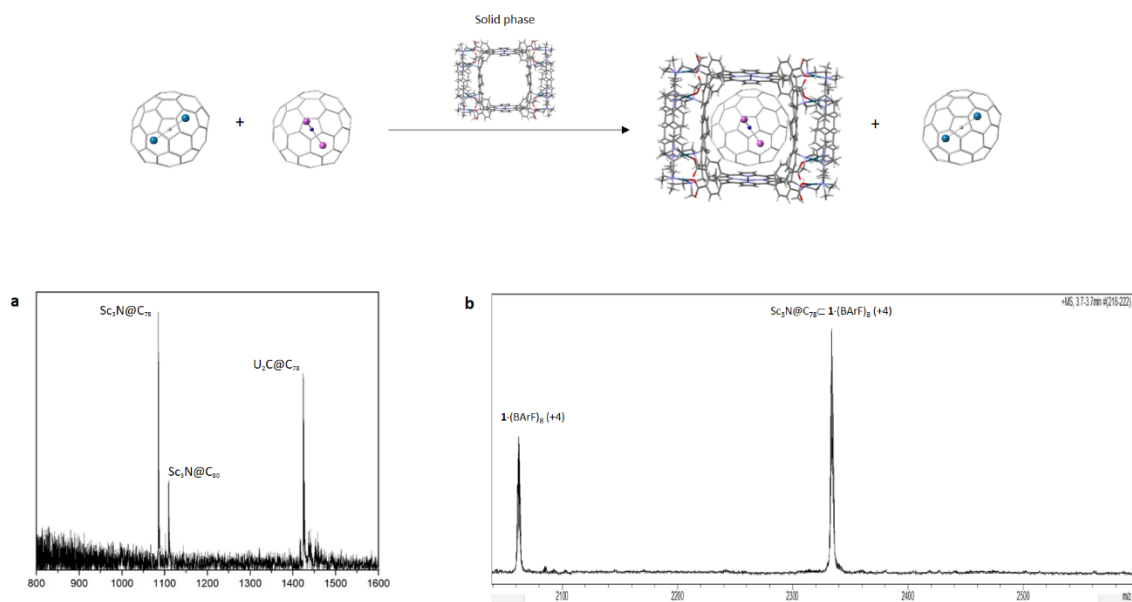 Solid phase
+
+
a
Sc₃N@C₇₈
U₂C@C₇₈
Sc₃N@C₈₀
800 900 1000 1100 1200 1300 1400 1500 1600
b
+MS, 3.7-3.7min #(218-222)
Sc₃N@C₇₈⊂ 1·(BArF)₈ (+4)
1·(BArF)₈ (+4)
2100 2200 2300 2400 2500 m/z